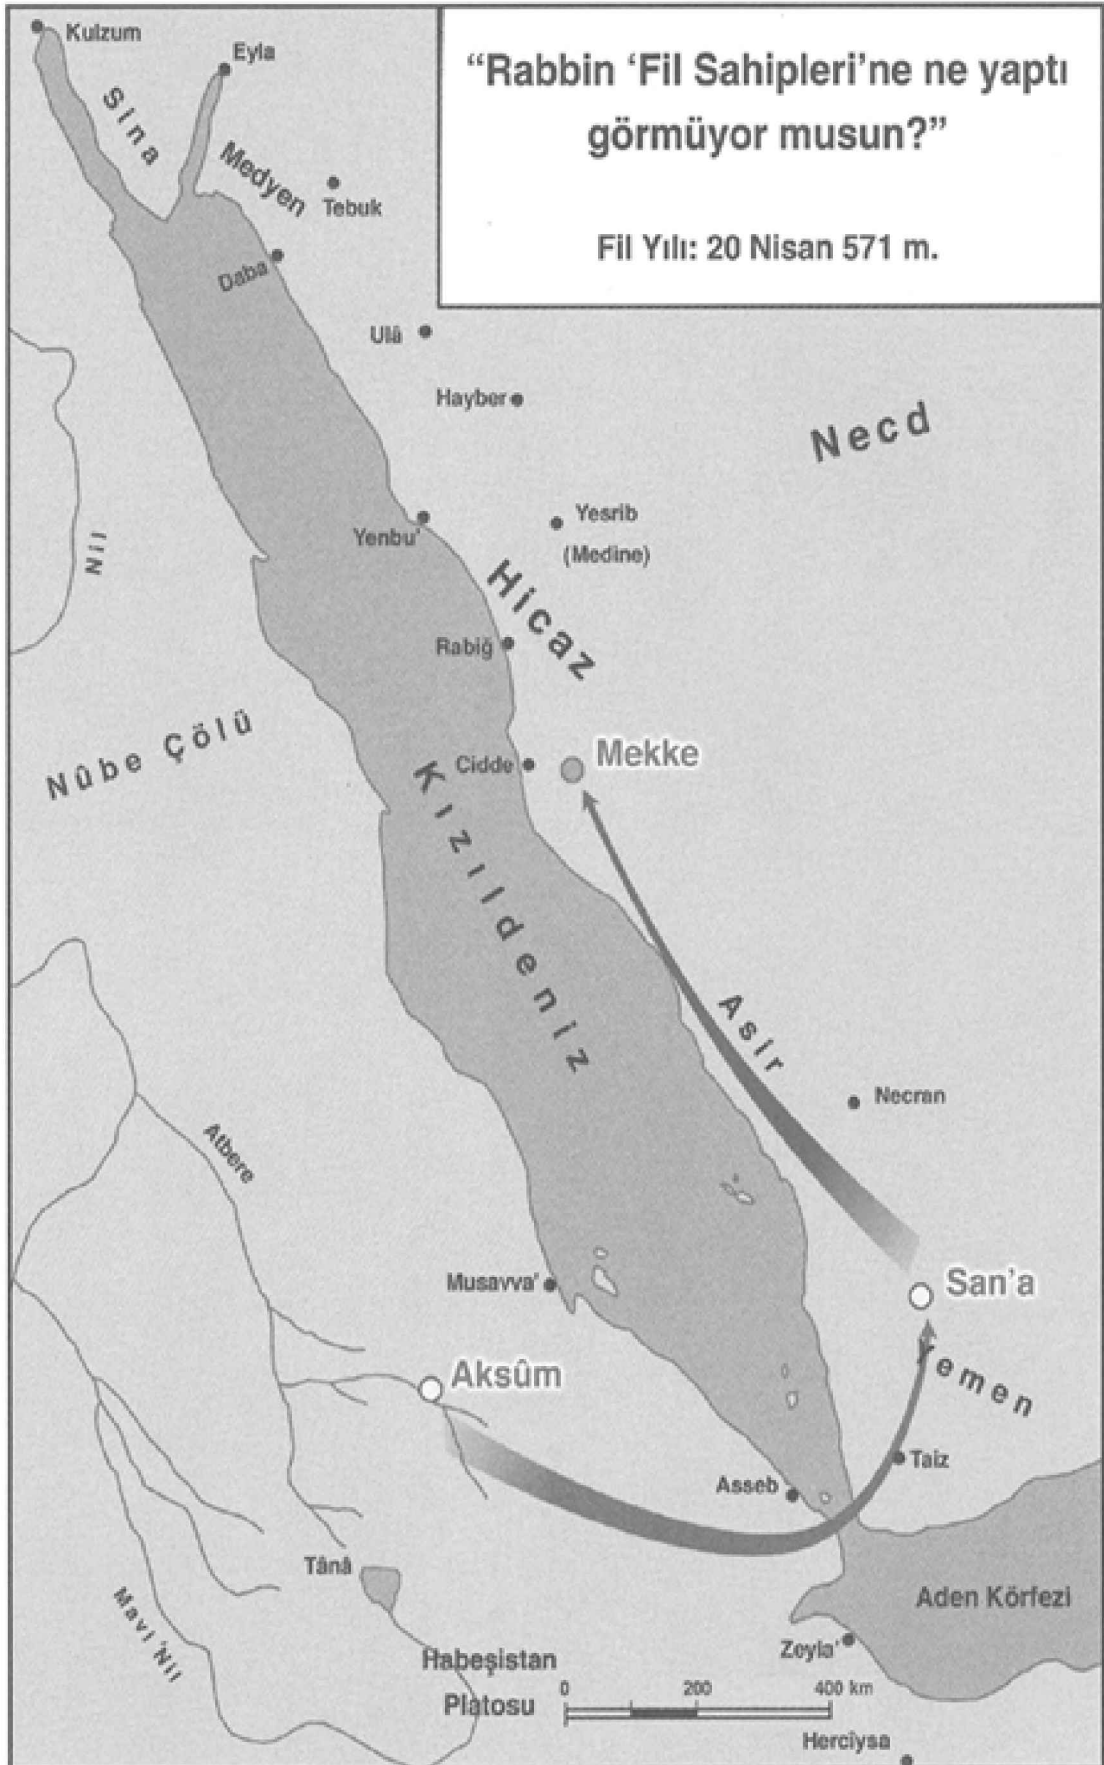 “Rabbin ‘Fil Sahipleri’ne ne yaptı
görmüyor musun?”
Fil Yılı: 20 Nisan 571 m.
Kulzum
Eyla
Sina
Medyen
Tebuk
Daba
Ulâ
Hayber
Necd
Nil
Yenbu’
Yesrib
(Medine)
Hicaz
Rabiğ
Nûbe Çölü
Cidde
Mekke
Kızıldeniz
Asir
Necran
Atbere
Musavva’
San’a
Aksûm
Yemen
Taiz
Asseb
Tânâ
Mavi Nil
Aden Körfezi
Zeyla’
Habeşistan
Platosu
0 200 400 km
Hercîysa